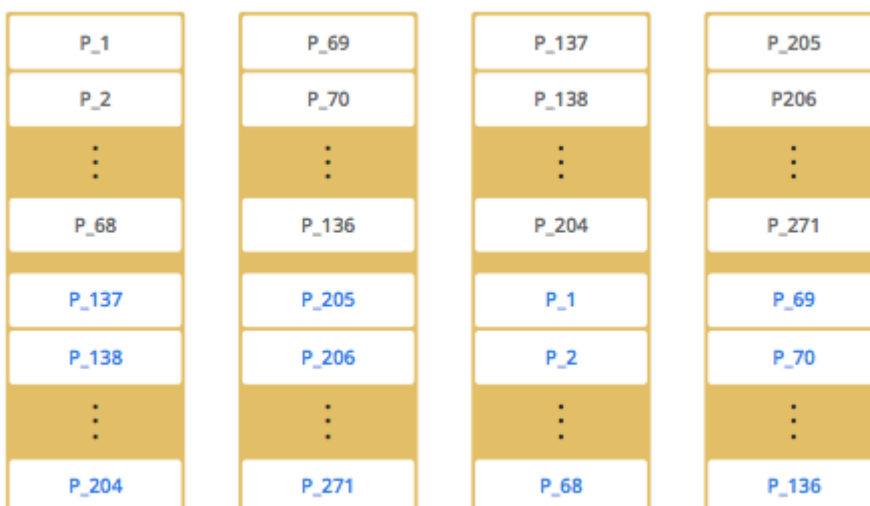 P_1 P_69 P_137 P_205
P_2 P_70 P_138 P206
P_68 P_136 P_204 P_271
P_137 P_205 P_1 P_69
P_138 P_206 P_2 P_70
P_204 P_271 P_68 P_136